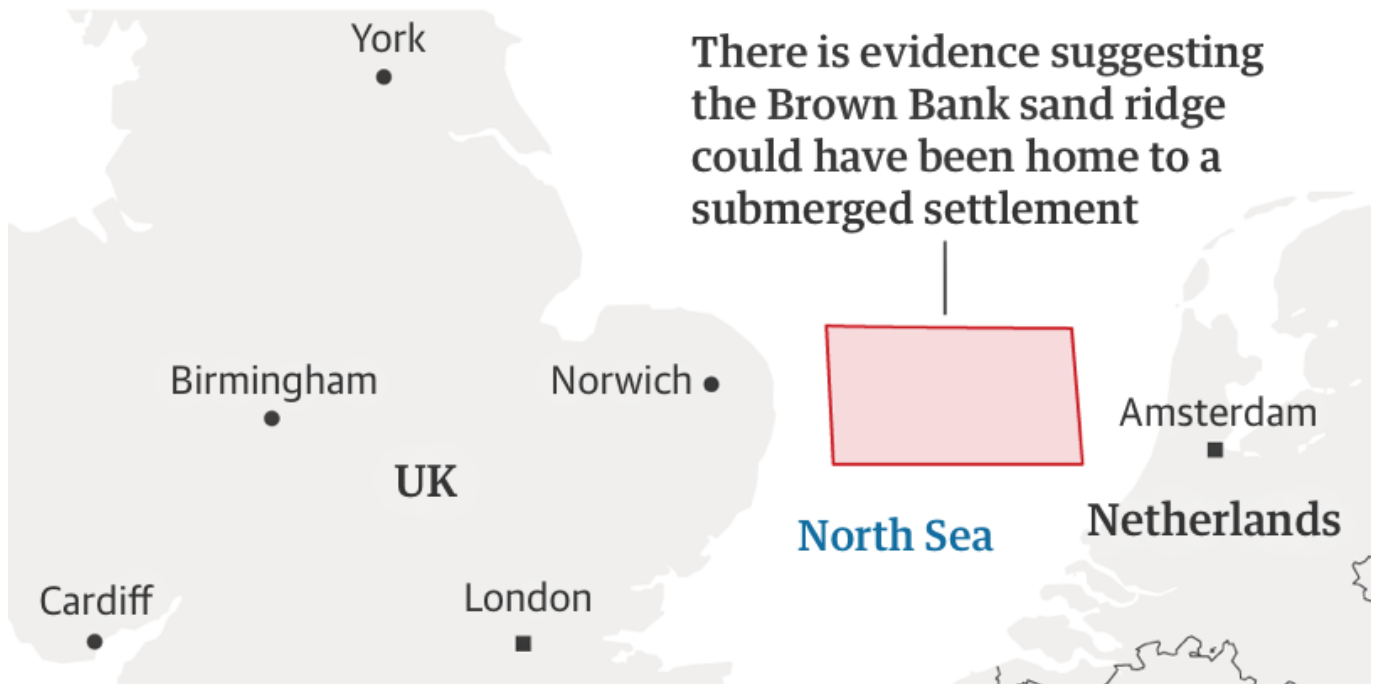 York
There is evidence suggesting
the Brown Bank sand ridge
could have been home to a
submerged settlement
Birmingham
Norwich
Amsterdam
UK
North Sea
Netherlands
Cardiff
London